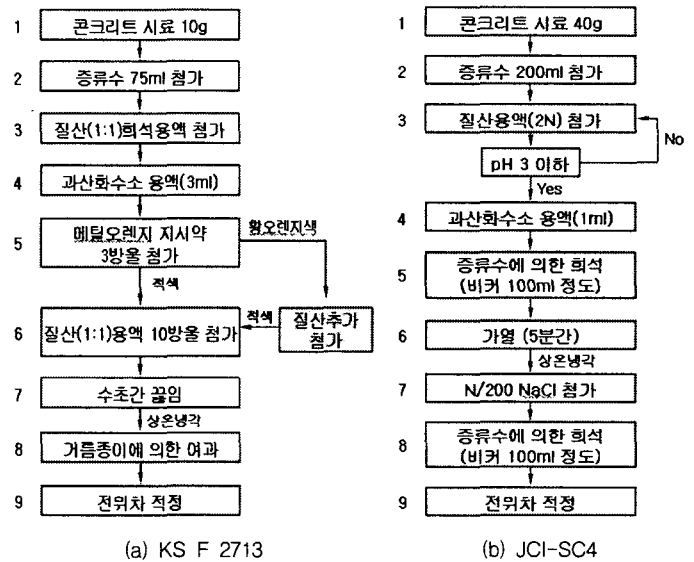 1 콘크리트 시료 10g
2 증류수 75ml 첨가
3 질산(1:1)희석용액 첨가
4 과산화수소 용액(3ml)
5 메틸오렌지 지시약
3방울 첨가
황오렌지색
적색
6 질산(1:1)용액 10방울 첨가
적색
질산추가
첨가
7 수초간 끓임
상온냉각
8 거름종이에 의한 여과
9 전위차 적정
(a) KS F 2713
1 콘크리트 시료 40g
2 증류수 200ml 첨가
3 질산용액(2N) 첨가
No
pH 3 이하
Yes
4 과산화수소 용액(1ml)
5 증류수에 의한 희석
(비커 100ml 정도)
6 가열 (5분간)
상온냉각
7 N/200 NaCl 첨가
8 증류수에 의한 희석
(비커 100ml 정도)
9 전위차 적정
(b) JCI-SC4